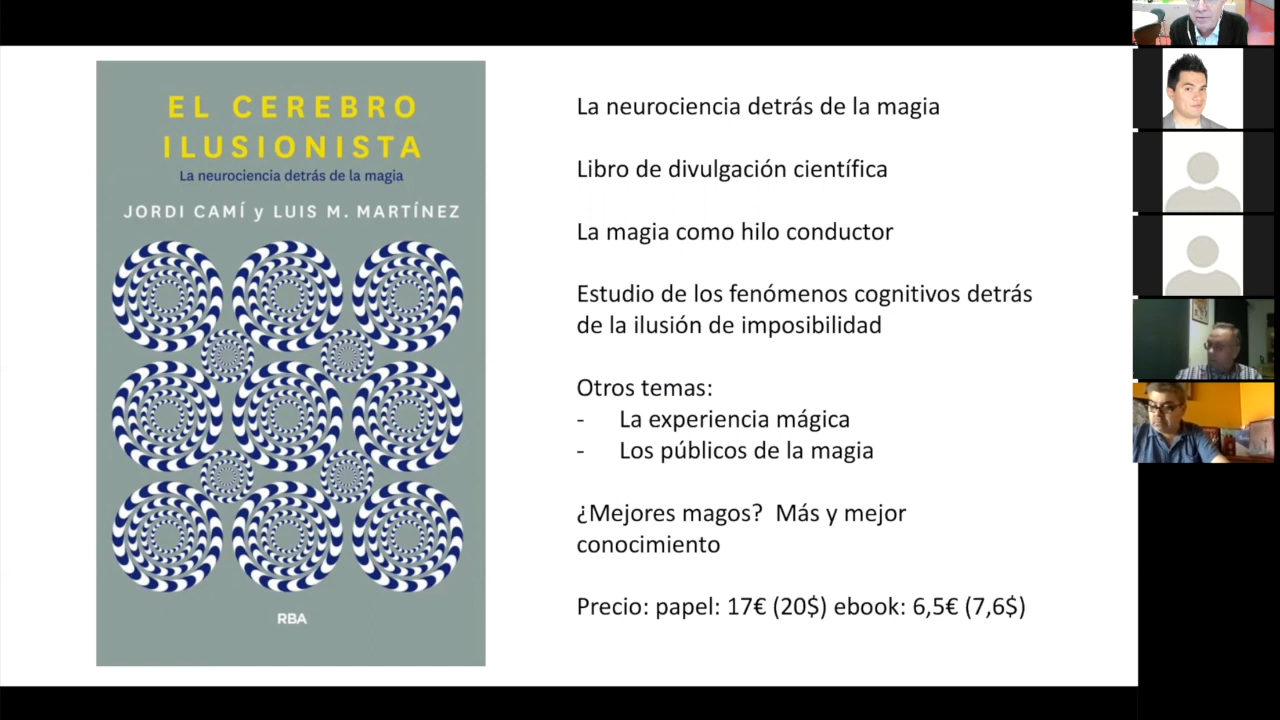 EL CEREBRO
ILUSIONISTA
La neurociencia detrás de la magia
JORDI CAMÍ y LUIS M. MARTÍNEZ
RBA
La neurociencia detrás de la magia
Libro de divulgación científica
La magia como hilo conductor
Estudio de los fenómenos cognitivos detrás
de la ilusión de imposibilidad
Otros temas:
- La experiencia mágica
- Los públicos de la magia
¿Mejores magos? Más y mejor
conocimiento
Precio: papel: 17€ (20$) ebook: 6,5€ (7,6$)